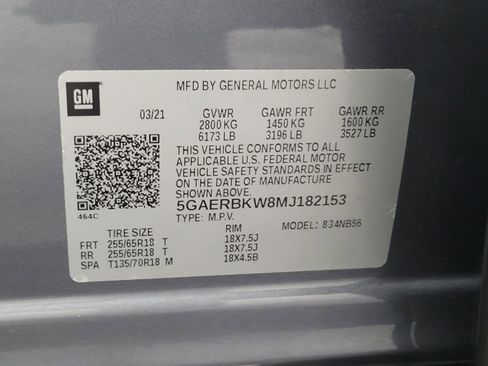 GM
MFD BY GENERAL MOTORS LLC
03/21 GVWR GAWR FRT GAWR RR
2800 KG 1450 KG 1600 KG
6173 LB 3196 LB 3527 LB
THIS VEHICLE CONFORMS TO ALL
APPLICABLE U.S. FEDERAL MOTOR
VEHICLE SAFETY STANDARDS IN EFFECT
ON THE DATE OF MANUFACTURE
SHOWN ABOVE.
464C
5GAERBKW8MJ182153
TYPE: M.P.V. MODEL: 834NB56
TIRE SIZE RIM
FRT 255/65R18 T 18X7.5J
RR 255/65R18 T 18X7.5J
SPA T135/70R18 M 18X4.5B